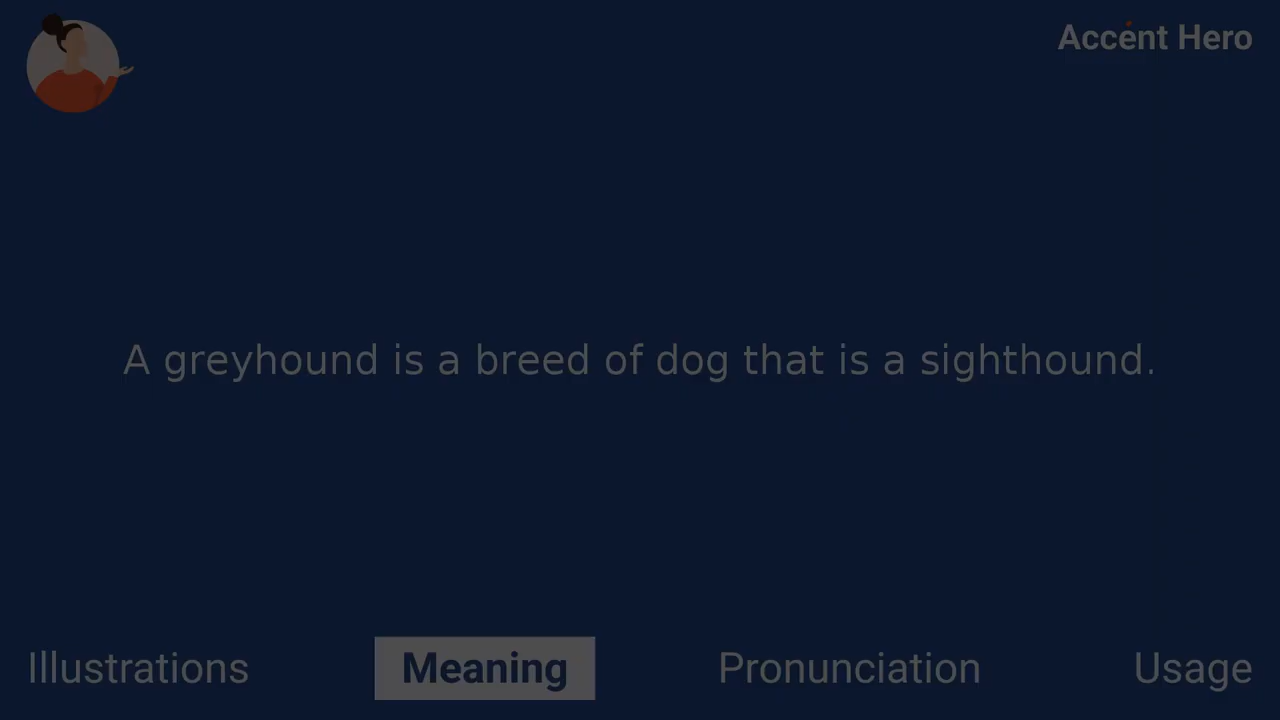 Accent Hero
A greyhound is a breed of dog that is a sighthound.
Illustrations Meaning Pronunciation Usage